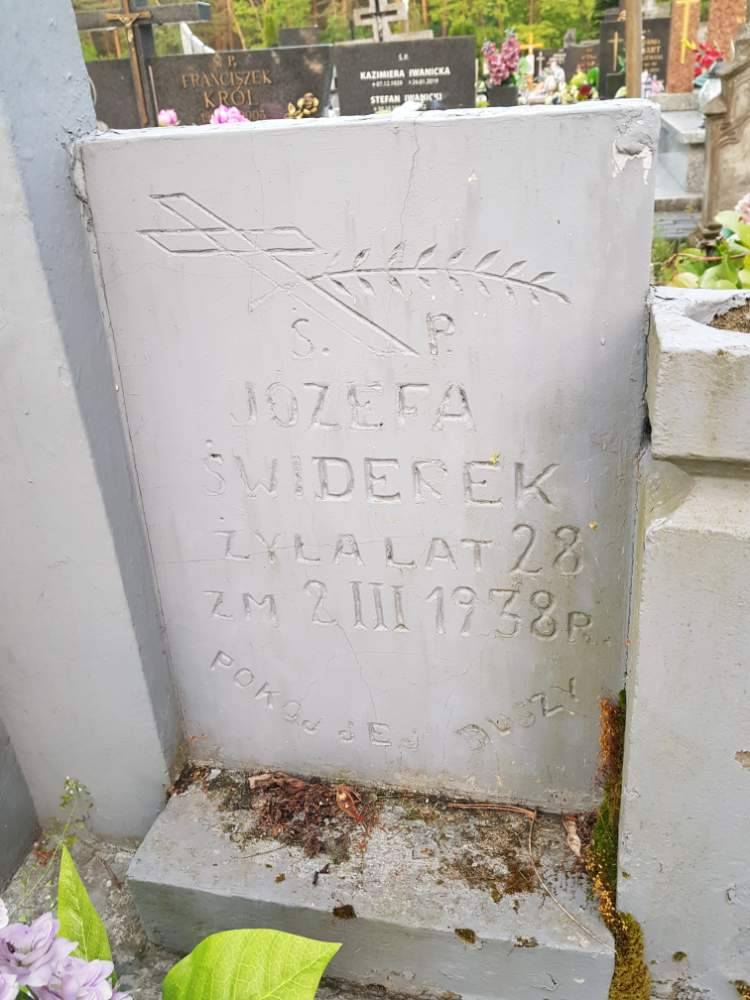 Ś.P.
FRANCISZEK
KRÓL
Ś.P.
KAZIMIERA IWANICKA
STEFAN IWANICKI
Ś. P.
JÓZEFA
ŚWIDEREK
ŻYŁA LAT 28
ZM 2 III 1938 R.
POKÓJ JEJ DUSZY